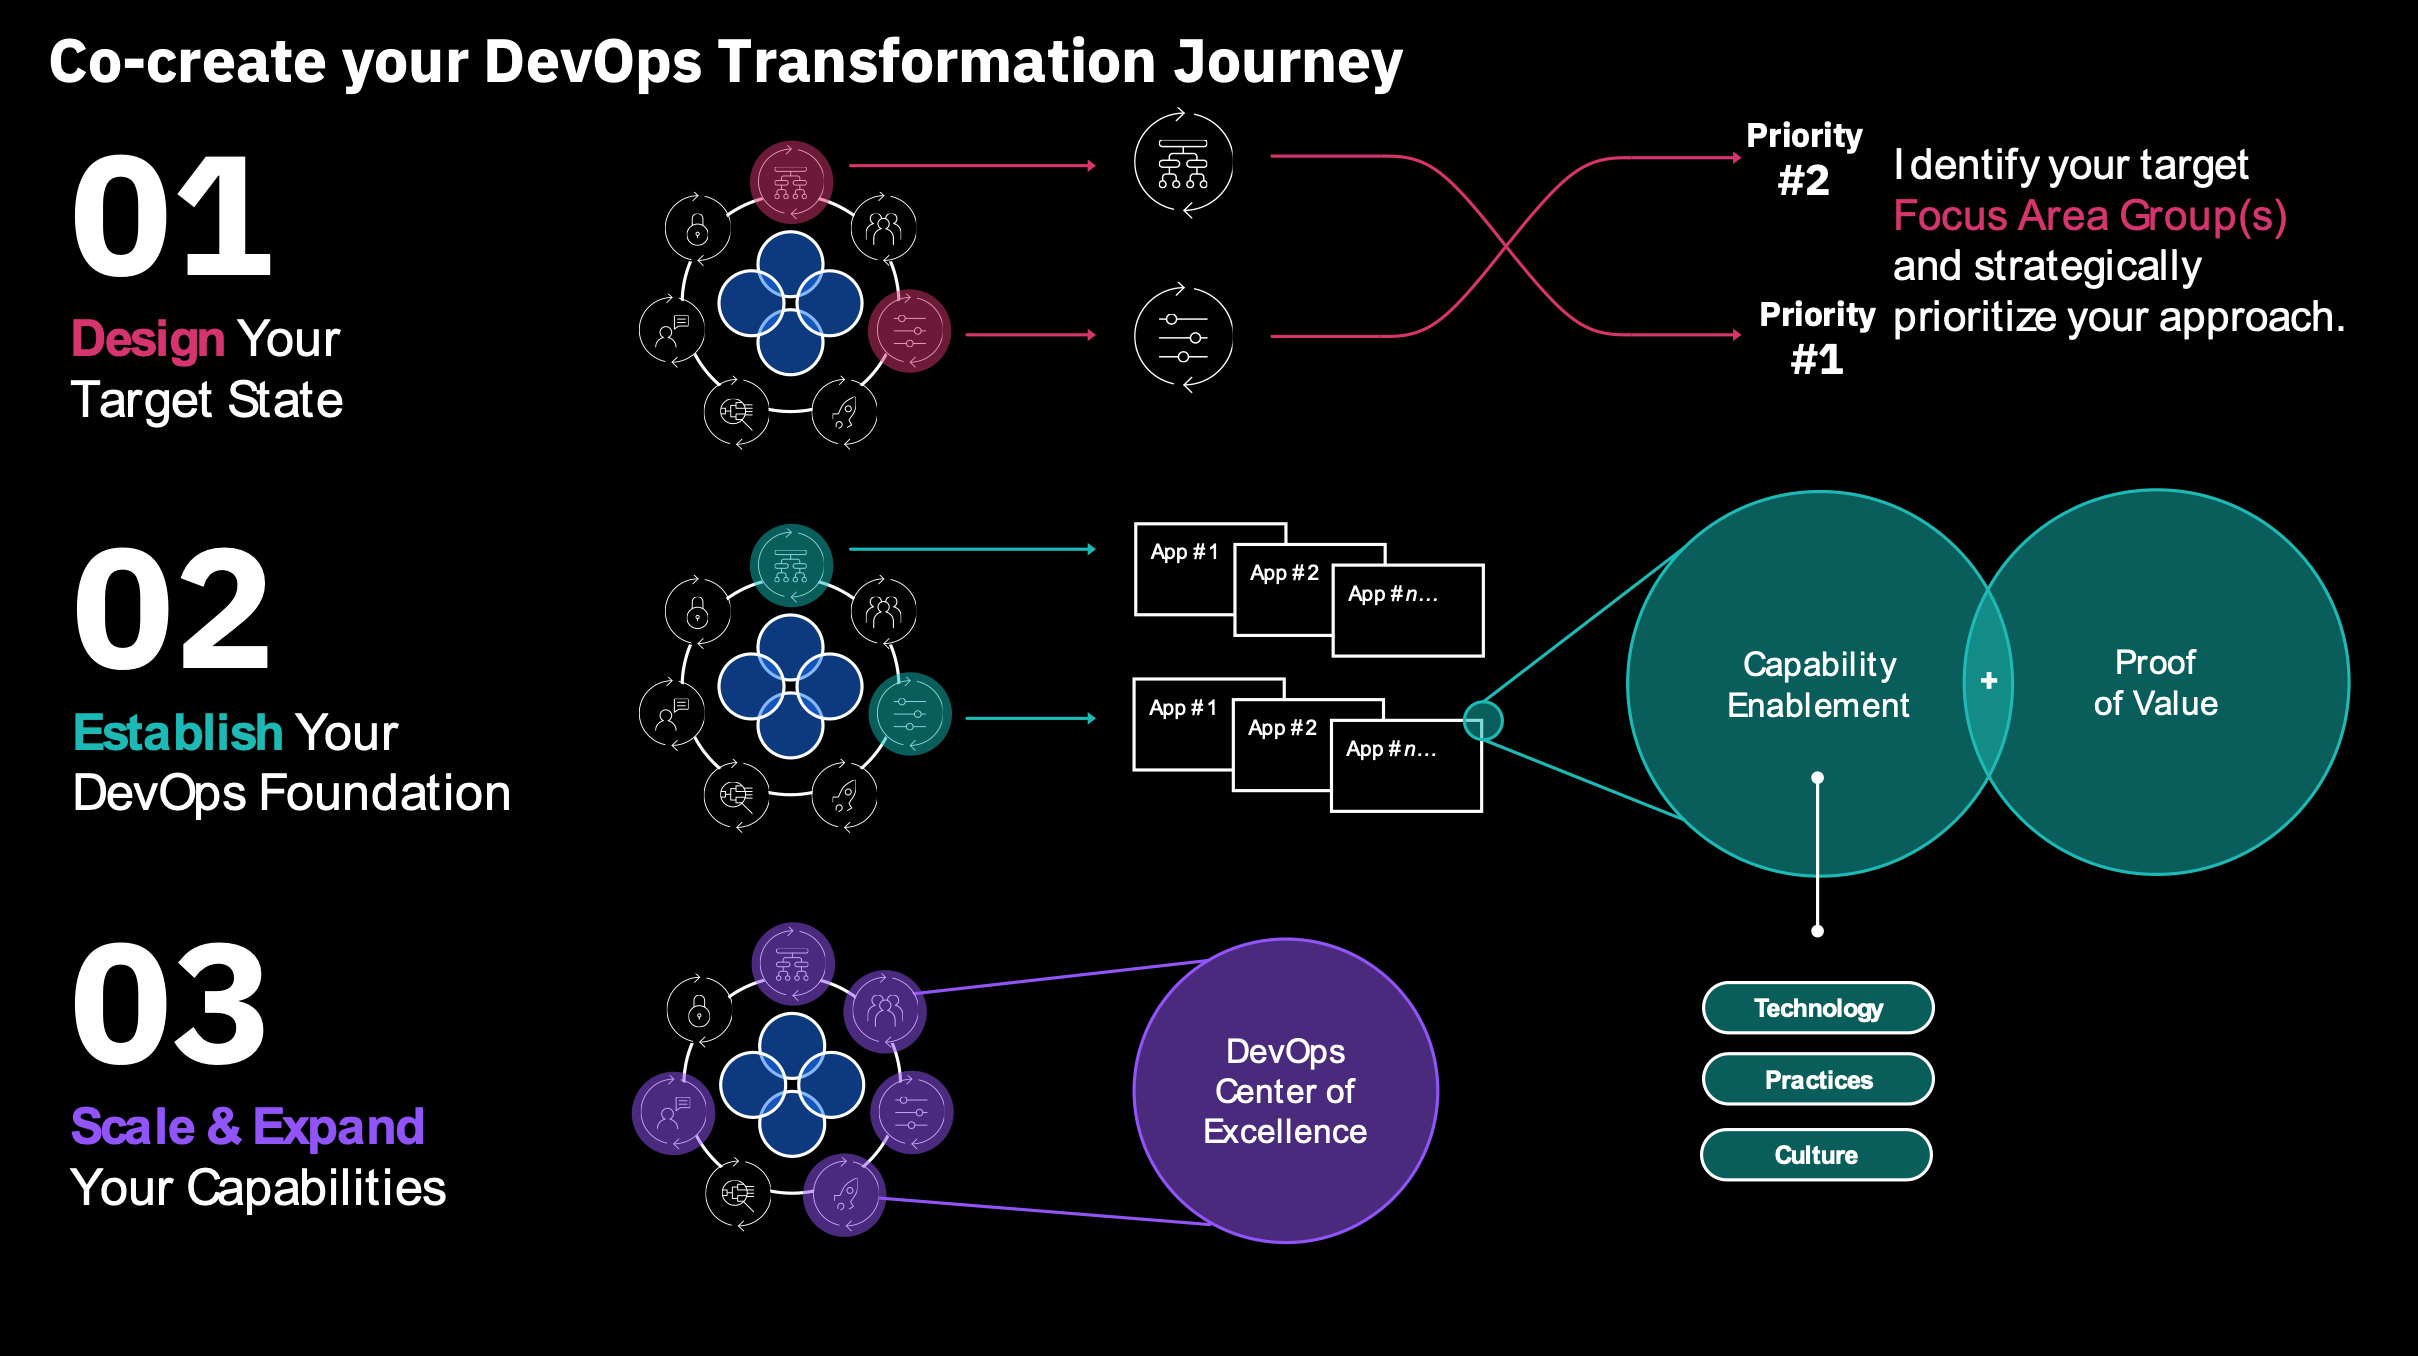 Co-create your DevOps Transformation Journey
01
Design Your
Target State
Priority
#2
Priority
#1
Identify your target
Focus Area Group(s)
and strategically
prioritize your approach.
02
Establish Your
DevOps Foundation
App #1
App #2
App #n...
App #1
App #2
App #n...
Capability
Enablement
+
Proof
of Value
Technology
Practices
Culture
03
Scale & Expand
Your Capabilities
DevOps
Center of
Excellence